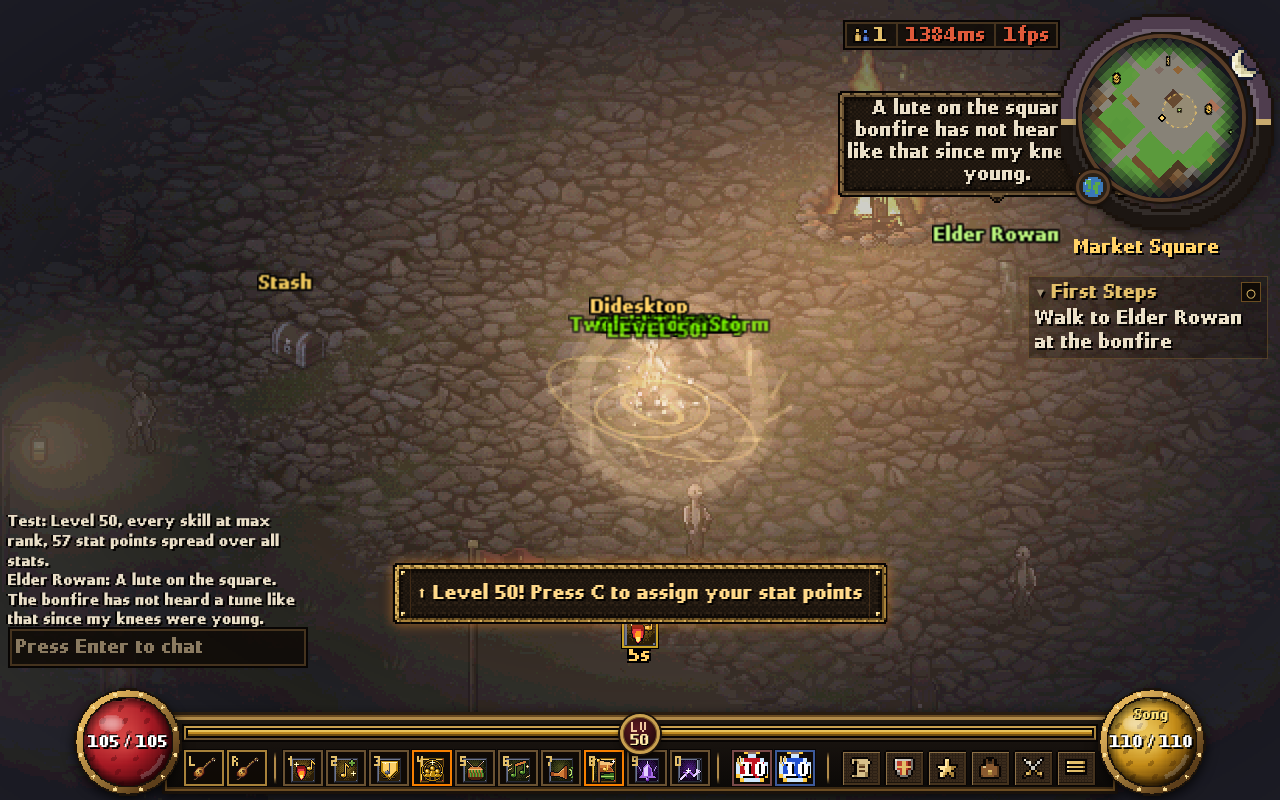 1 1384ms 1fps
A lute on the squar
bonfire has not hear
like that since my kne
young.
Elder Rowan
Market Square
Stash
First Steps
Walk to Elder Rowan
at the bonfire
Didesktop
LEVEL 50!
Test: Level 50, every skill at max
rank, 57 stat points spread over all
stats.
Elder Rowan: A lute on the square.
The bonfire has not heard a tune like
that since my knees were young.
Press Enter to chat
↑ Level 50! Press C to assign your stat points
5s
105 / 105
LV
50
Song
110 / 110
L R 1 2 3 4 5 6 7 8 9 0 10 10